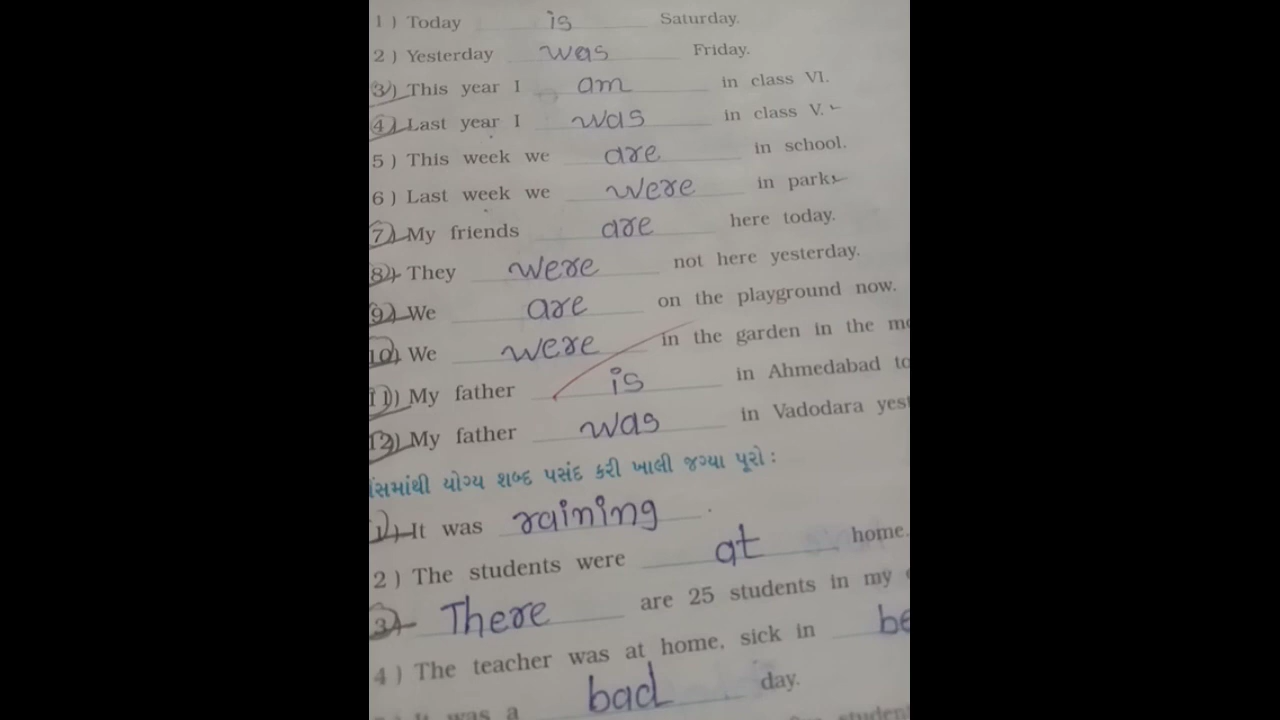 1 ) Today is Saturday.
2 ) Yesterday was Friday.
3 ) This year I am in class VI.
4 ) Last year I was in class V.
5 ) This week we are in school.
6 ) Last week we were in park.
7 ) My friends are here today.
8 ) They were not here yesterday.
9 ) We are on the playground now.
10) We were in the garden in the
11) My father is in Ahmedabad
12) My father was in Vadodara
યોગ્ય શબ્દ પસંદ કરી ખાલી જગ્યા પૂરો :
1 ) It was raining.
2 ) The students were at home.
3 ) There are 25 students in my
4 ) The teacher was at home, sick in
It was a bad day.